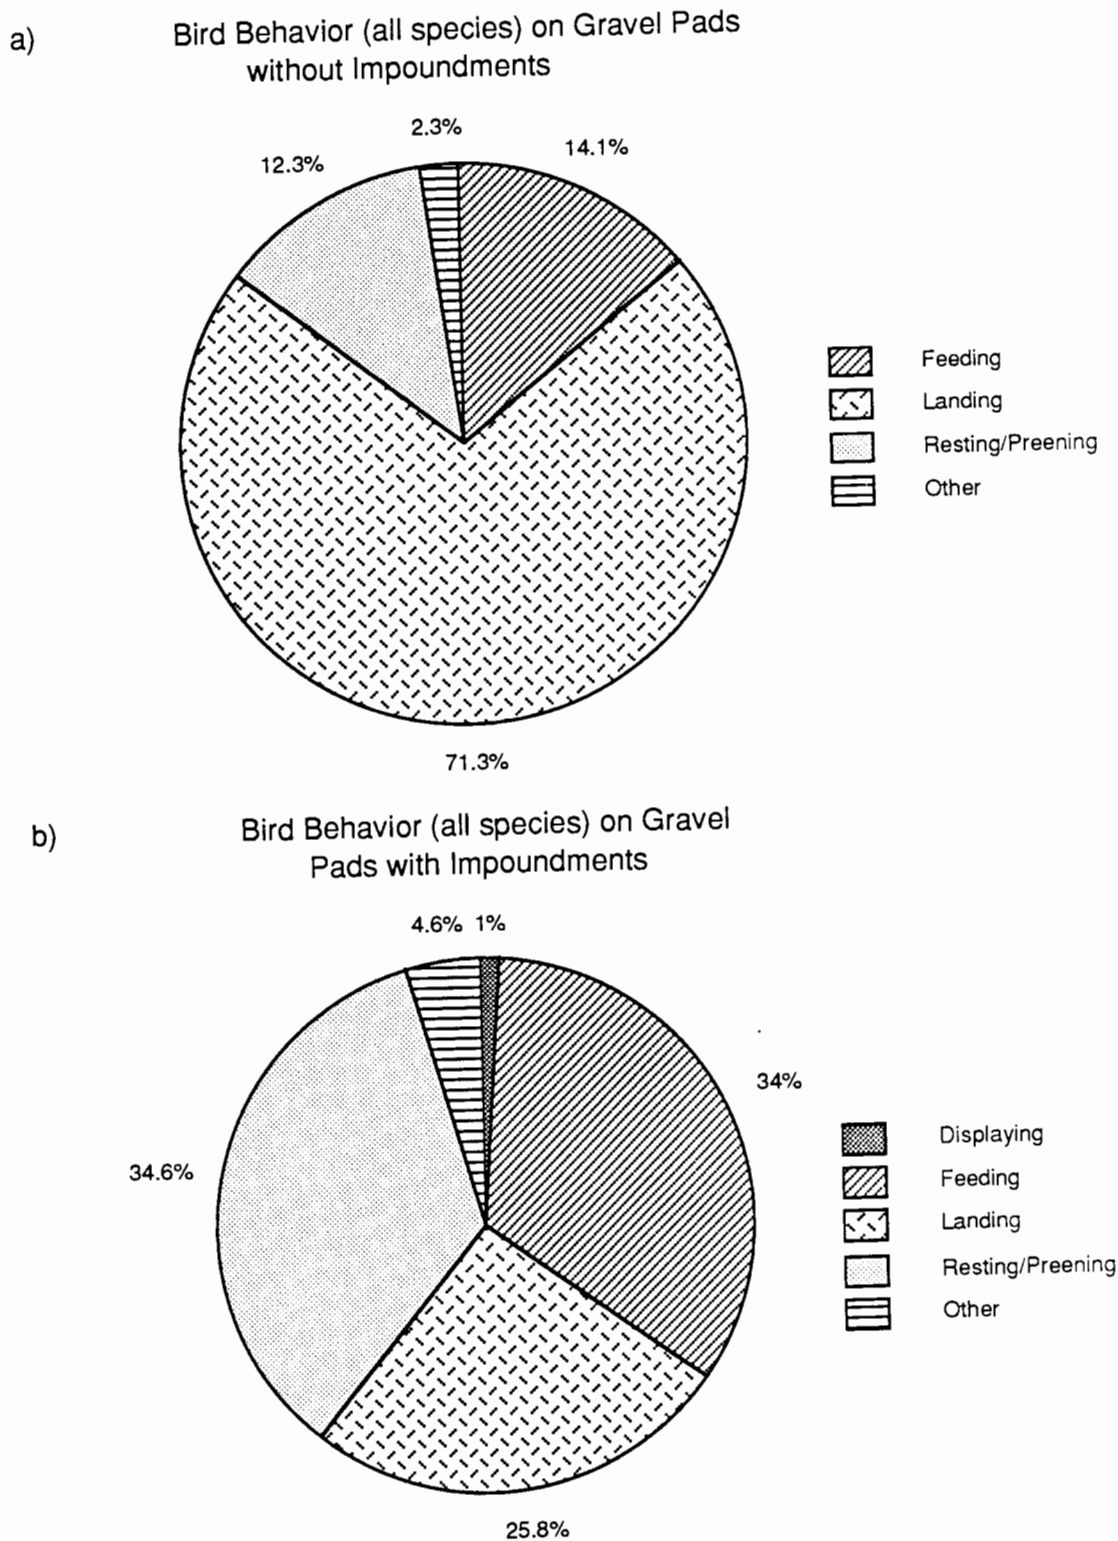 a)
Bird Behavior (all species) on Gravel Pads
without Impoundments
2.3%
14.1%
12.3%
Feeding
Landing
Resting/Preening
Other
71.3%
b)
Bird Behavior (all species) on Gravel
Pads with Impoundments
4.6% 1%
34%
34.6%
Displaying
Feeding
Landing
Resting/Preening
Other
25.8%